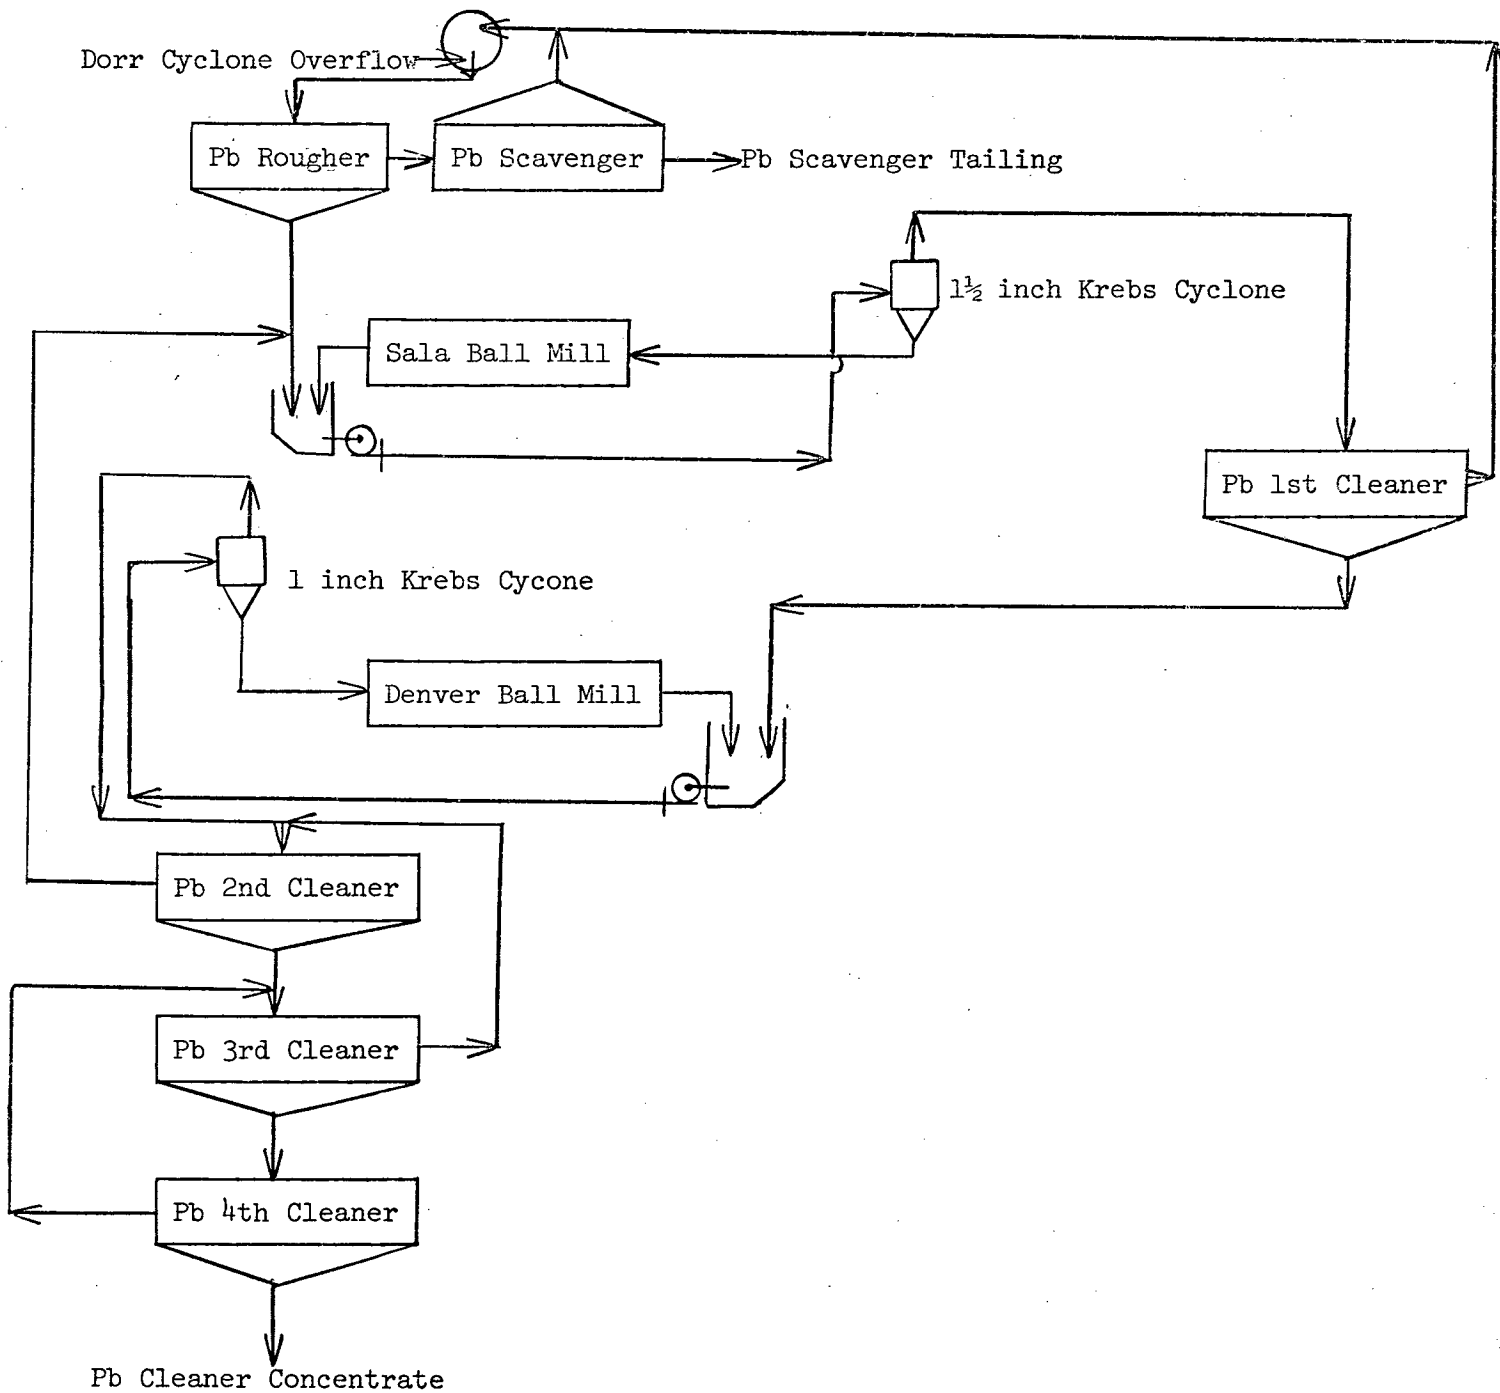 Dorr Cyclone Overflow
Pb Rougher
Pb Scavenger
Pb Scavenger Tailing
1½ inch Krebs Cyclone
Sala Ball Mill
Pb 1st Cleaner
1 inch Krebs Cycone
Denver Ball Mill
Pb 2nd Cleaner
Pb 3rd Cleaner
Pb 4th Cleaner
Pb Cleaner Concentrate